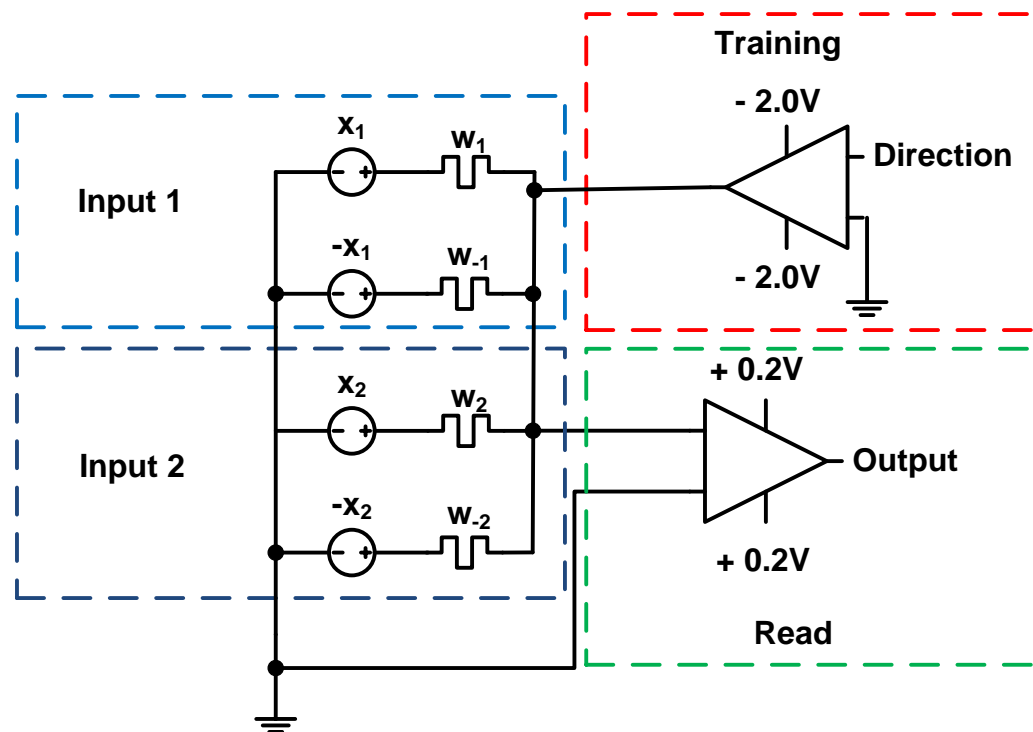 Training
- 2.0V
Direction
- 2.0V
Input 1
x₁
w₁
-x₁
w₋₁
Input 2
x₂
w₂
-x₂
w₋₂
+ 0.2V
Output
+ 0.2V
Read